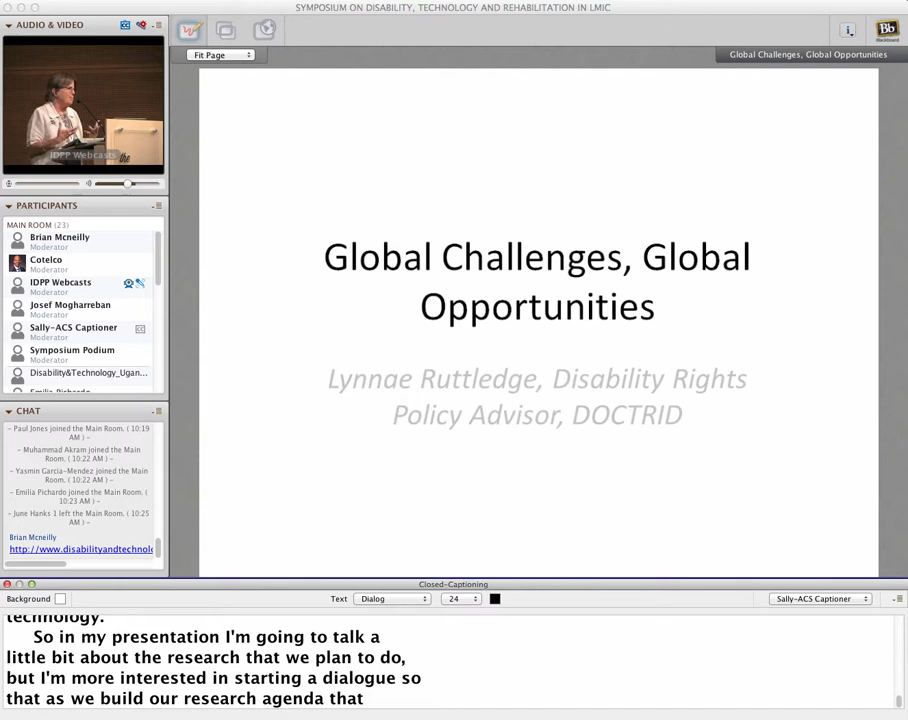 SYMPOSIUM ON DISABILITY, TECHNOLOGY AND REHABILITATION IN LMIC
AUDIO & VIDEO
IDPP Webcasts
the
PARTICIPANTS
MAIN ROOM (23)
Brian Mcneilly
Moderator
Cotelco
Moderator
IDPP Webcasts
Moderator
Josef Mogharreban
Moderator
Sally-ACS Captioner
Moderator
Symposium Podium
Moderator
Disability&Technology_Ugan...
Emilia Pichardo
CHAT
- Paul Jones joined the Main Room. ( 10:19
AM ) -
- Muhammad Akram joined the Main
Room. ( 10:22 AM ) -
- Yasmin Garcia-Mendez joined the Main
Room. ( 10:22 AM ) -
- Emilia Pichardo joined the Main Room. (
10:23 AM ) -
- June Hanks 1 left the Main Room. ( 10:25
AM ) -
Brian Mcneilly
http://www.disabilityandtechnolo
Fit Page
Bb
Blackboard
Global Challenges, Global Opportunities
Global Challenges, Global
Opportunities
Lynnae Ruttledge, Disability Rights
Policy Advisor, DOCTRID
Closed-Captioning
Background
Text
Dialog
24
Sally-ACS Captioner
technology.
So in my presentation I'm going to talk a
little bit about the research that we plan to do,
but I'm more interested in starting a dialogue so
that as we build our research agenda that